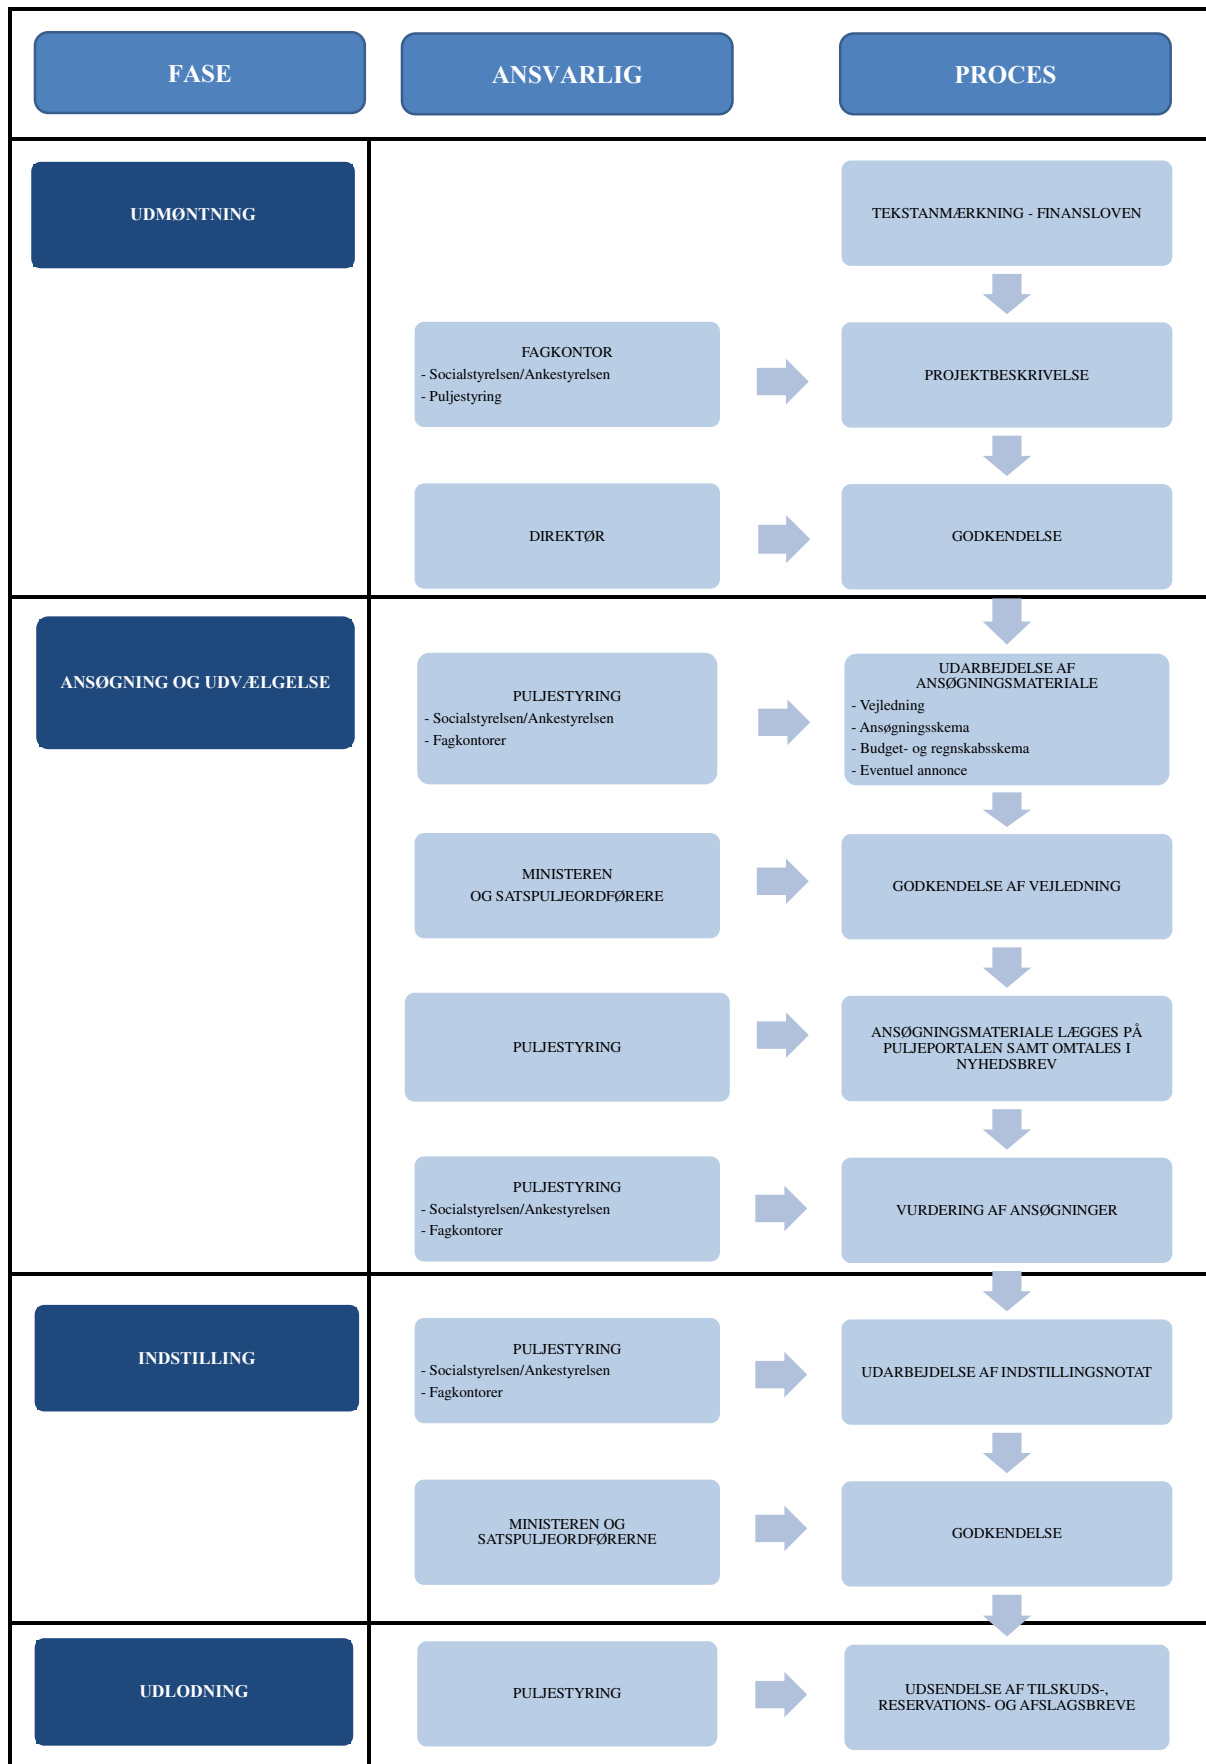 FASE
ANSVARLIG
PROCES
UDMØNTNING
TEKSTANMÆRKNING - FINANSLOVEN
FAGKONTOR
- Socialstyrelsen/Ankestyrelsen
- Puljestyring
PROJEKTBESKRIVELSE
DIREKTØR
GODKENDELSE
ANSØGNING OG UDVÆLGELSE
PULJESTYRING
- Socialstyrelsen/Ankestyrelsen
- Fagkontorer
UDARBEJDELSE AF
ANSØGNINGSMATERIALE
- Vejledning
- Ansøgningsskema
- Budget- og regnskabsskema
- Eventuel annonce
MINISTEREN
OG SATSPULJEORDFØRERE
GODKENDELSE AF VEJLEDNING
PULJESTYRING
ANSØGNINGSMATERIALE LÆGGES PÅ
PULJEPORTALEN SAMT OMTALES I
NYHEDSBREV
PULJESTYRING
- Socialstyrelsen/Ankestyrelsen
- Fagkontorer
VURDERING AF ANSØGNINGER
INDSTILLING
PULJESTYRING
- Socialstyrelsen/Ankestyrelsen
- Fagkontorer
UDARBEJDELSE AF INDSTILLINGSNOTAT
MINISTEREN OG
SATSPULJEORDFØRERNE
GODKENDELSE
UDLODNING
PULJESTYRING
UDSENDELSE AF TILSKUDS-,
RESERVATIONS- OG AFSLAGSBREVE